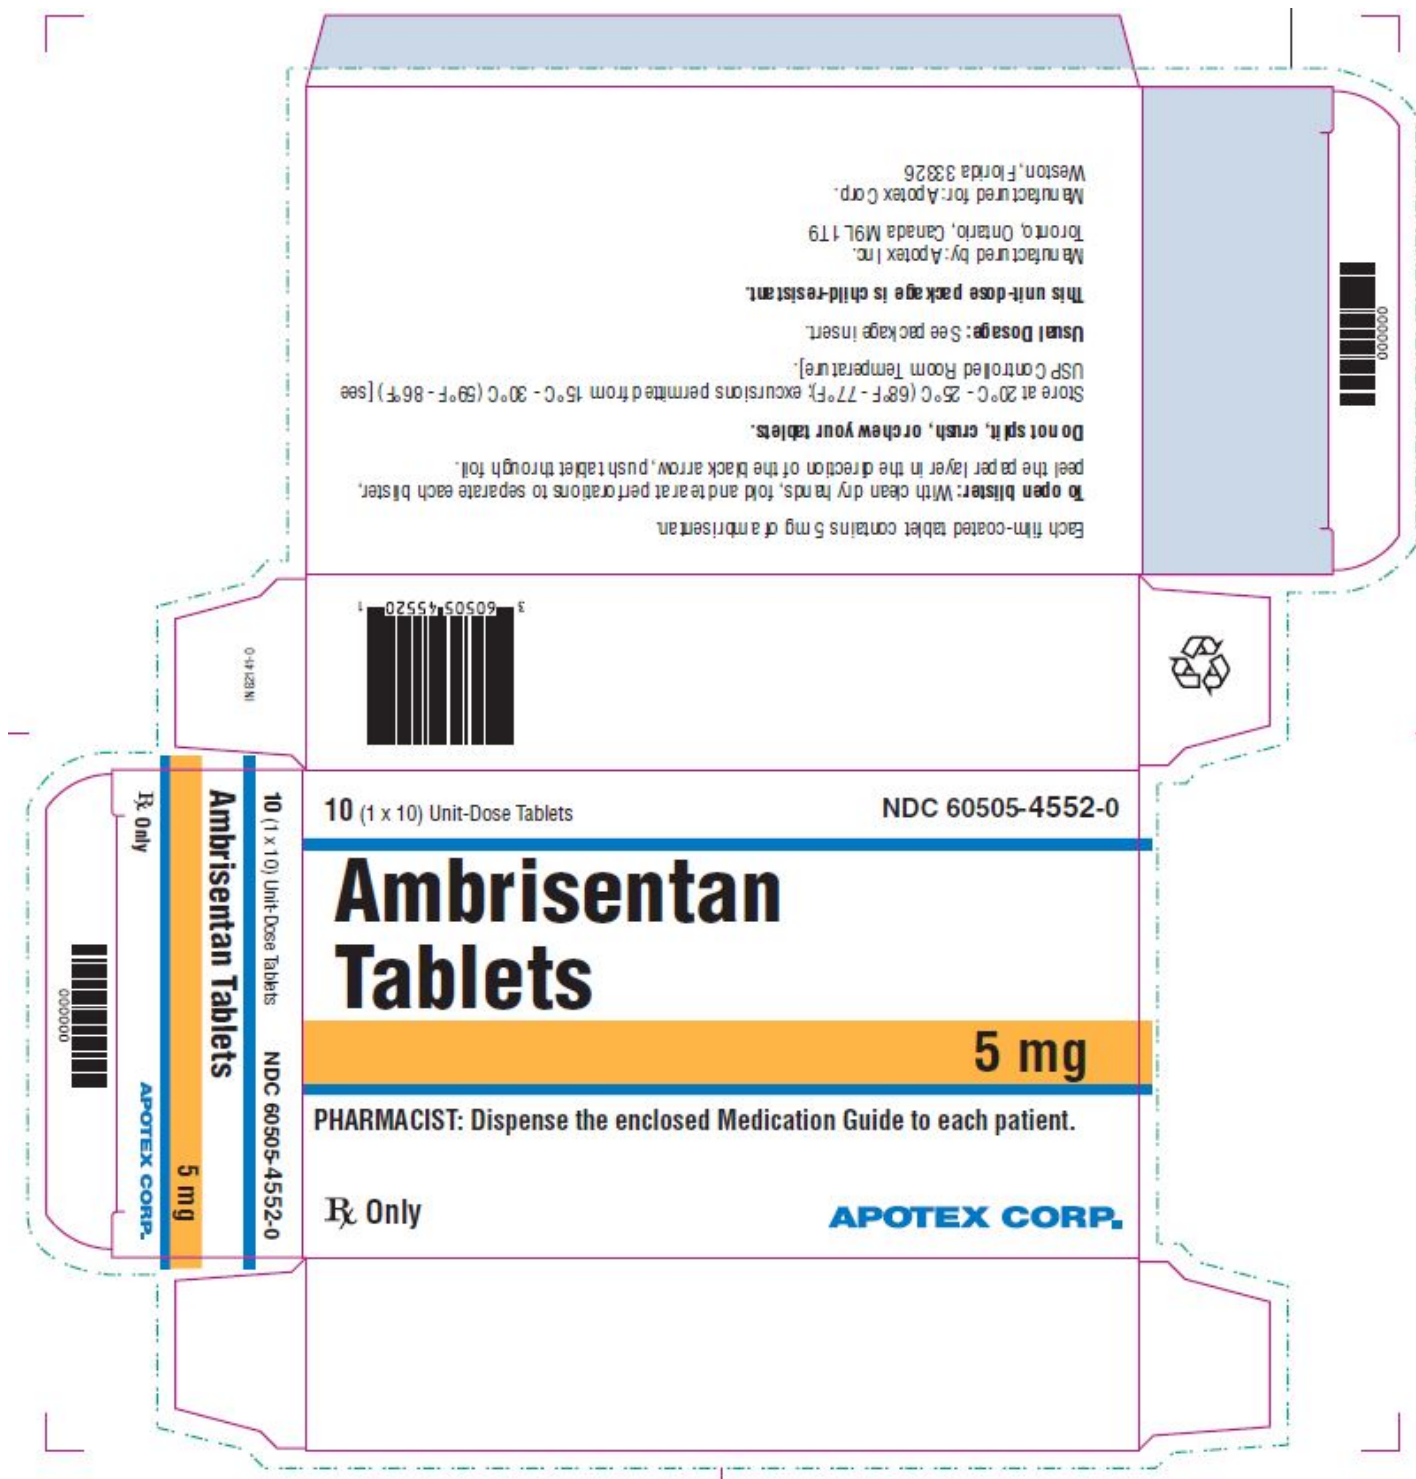 Each film-coated tablet contains 5 mg of ambrisentan.
To open blister: With clean dry hands, fold and tear at perforations to separate each blister,
peel the paper layer in the direction of the black arrow, push tablet through foil.
Do not split, crush, or chew your tablets.
Store at 20°C - 25°C (68°F - 77°F); excursions permitted from 15°C - 30°C (59°F - 86°F) [see
USP Controlled Room Temperature].
Usual Dosage: See package insert.
This unit-dose package is child-resistant.
Manufactured by: Apotex Inc.
Toronto, Ontario, Canada M9L 1T9
Manufactured for: Apotex Corp.
Weston, Florida 33326
000000
3 60505 45520 1
10 (1 x 10) Unit-Dose Tablets NDC 60505-4552-0
Ambrisentan
Tablets
5 mg
PHARMACIST: Dispense the enclosed Medication Guide to each patient.
Rx Only APOTEX CORP.
10 (1 x 10) Unit-Dose Tablets NDC 60505-4552-0
Ambrisentan Tablets
5 mg
Rx Only APOTEX CORP.
000000